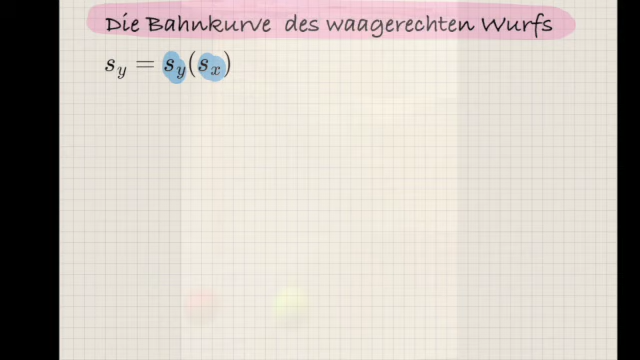 Die Bahnkurve des waagerechten Wurfs
s_y = s_y(s_x)